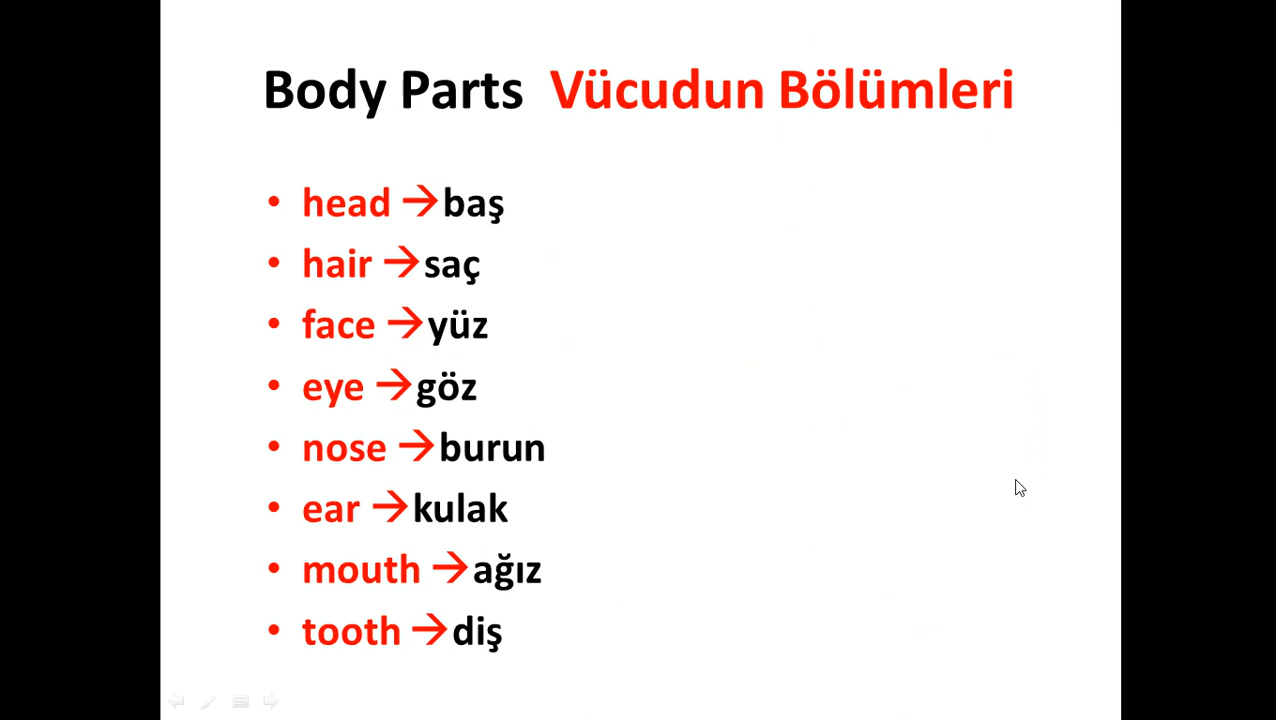 Body Parts Vücudun Bölümleri
• head →baş
• hair →saç
• face →yüz
• eye →göz
• nose →burun
• ear →kulak
• mouth →ağız
• tooth →diş